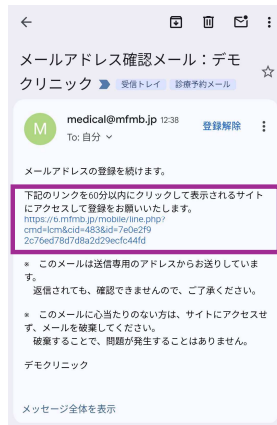 メールアドレス確認メール：デモ
クリニック 受信トレイ 診療予約メール
M
medical@mfmb.jp 12:38
登録解除
To: 自分
メールアドレスの登録を続けます。
下記のリンクを60分以内にクリックして表示されるサイト
にアクセスして登録をお願いいたします。
https://6.mfmb.jp/mobile/line.php?
cmd=lcm&cid=483&id=7e0e2f9
2c76ed78d7d8a2d29ecfc44fd
＊ このメールは送信専用のアドレスからお送りしていま
す。
返信されても、確認できませんので、ご了承ください。
＊ このメールに心当たりのない方は、サイトにアクセスせ
ず、メールを破棄してください。
破棄することで、問題が発生することはありません。
デモクリニック
メッセージ全体を表示